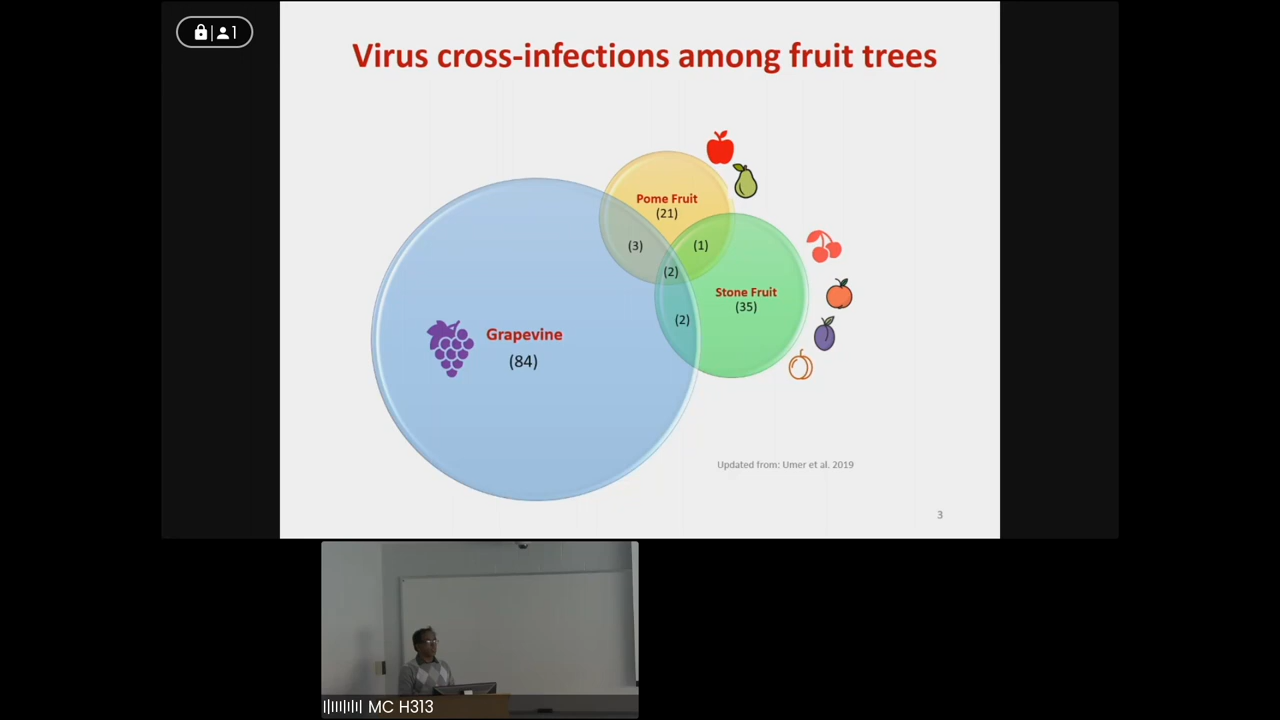 1
Virus cross-infections among fruit trees
Pome Fruit
(21)
(3)
(1)
(2)
Stone Fruit
(35)
(2)
Grapevine
(84)
Updated from: Umer et al. 2019
3
MC H313